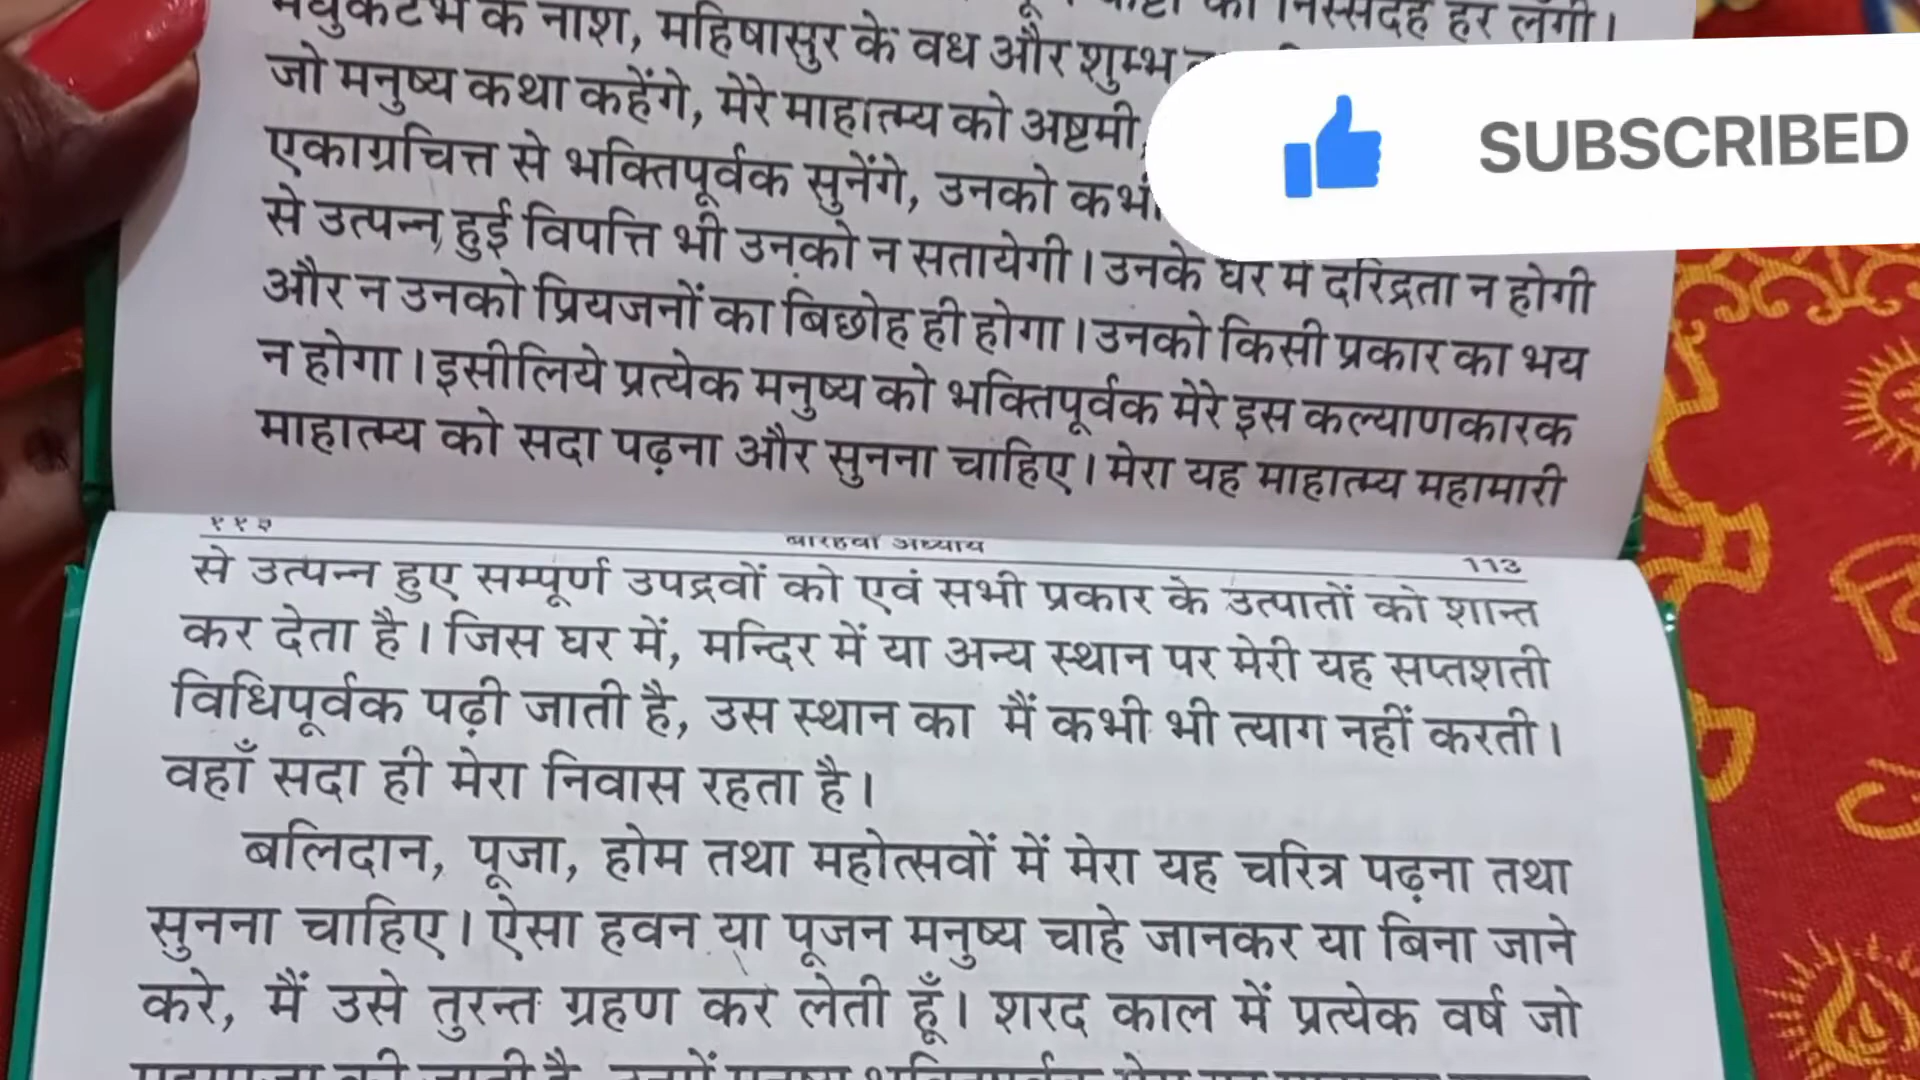 के नाश, महिषासुर के वध और शुम्भ
जो मनुष्य कथा कहेंगे, मेरे माहात्म्य को अष्टमी,
एकाग्रचित्त से भक्तिपूर्वक सुनेंगे, उनको
से उत्पन्न हुई विपत्ति भी उनको न सतायेगी। उनके घर में दरिद्रता न होगी
और न उनको प्रियजनों का बिछोह ही होगा। उनको किसी प्रकार का भय
न होगा। इसीलिये प्रत्येक मनुष्य को भक्तिपूर्वक मेरे इस कल्याणकारक
माहात्म्य को सदा पढ़ना और सुनना चाहिए। मेरा यह माहात्म्य महामारी
SUBSCRIBED
११३ बारहवाँ अध्याय 113
से उत्पन्न हुए सम्पूर्ण उपद्रवों को एवं सभी प्रकार के उत्पातों को शान्त
कर देता है। जिस घर में, मन्दिर में या अन्य स्थान पर मेरी यह सप्तशती
विधिपूर्वक पढ़ी जाती है, उस स्थान का मैं कभी भी त्याग नहीं करती।
वहाँ सदा ही मेरा निवास रहता है।
बलिदान, पूजा, होम तथा महोत्सवों में मेरा यह चरित्र पढ़ना तथा
सुनना चाहिए। ऐसा हवन या पूजन मनुष्य चाहे जानकर या बिना जाने
करे, मैं उसे तुरन्त ग्रहण कर लेती हूँ। शरद काल में प्रत्येक वर्ष जो